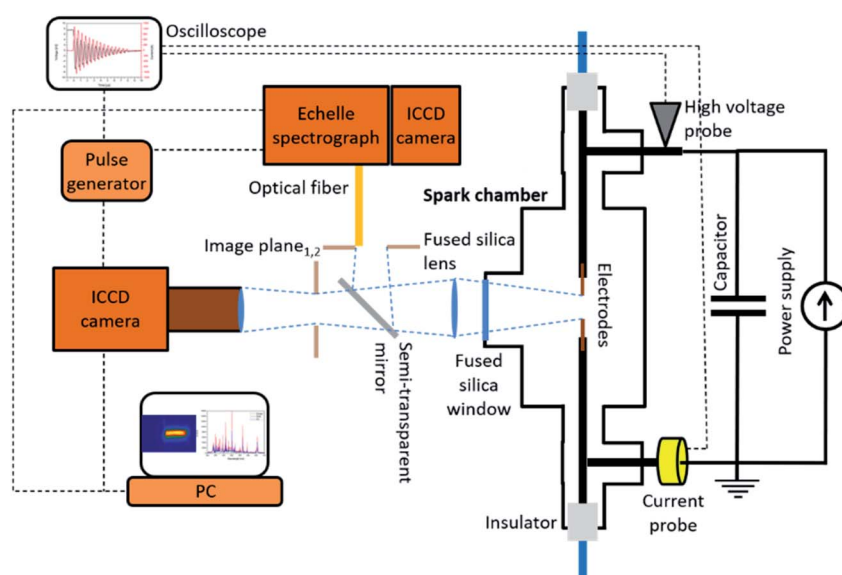 Oscilloscope
Echelle
spectrograph
ICCD
camera
High voltage
probe
Pulse
generator
Optical fiber
Spark chamber
Image plane1,2
Fused silica
lens
ICCD
camera
Electrodes
Capacitor
Power supply
Semi-transparent
mirror
Fused
silica
window
PC
Insulator
Current
probe